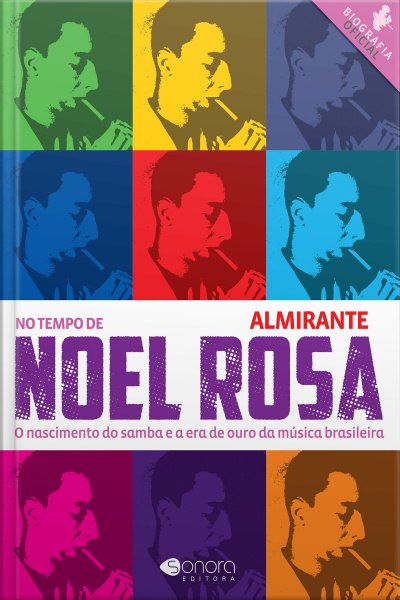 BIOGRAFIA
OFICIAL
NO TEMPO DE
ALMIRANTE
NOEL ROSA
O nascimento do samba e a era de ouro da música brasileira
Sonora
EDITORA